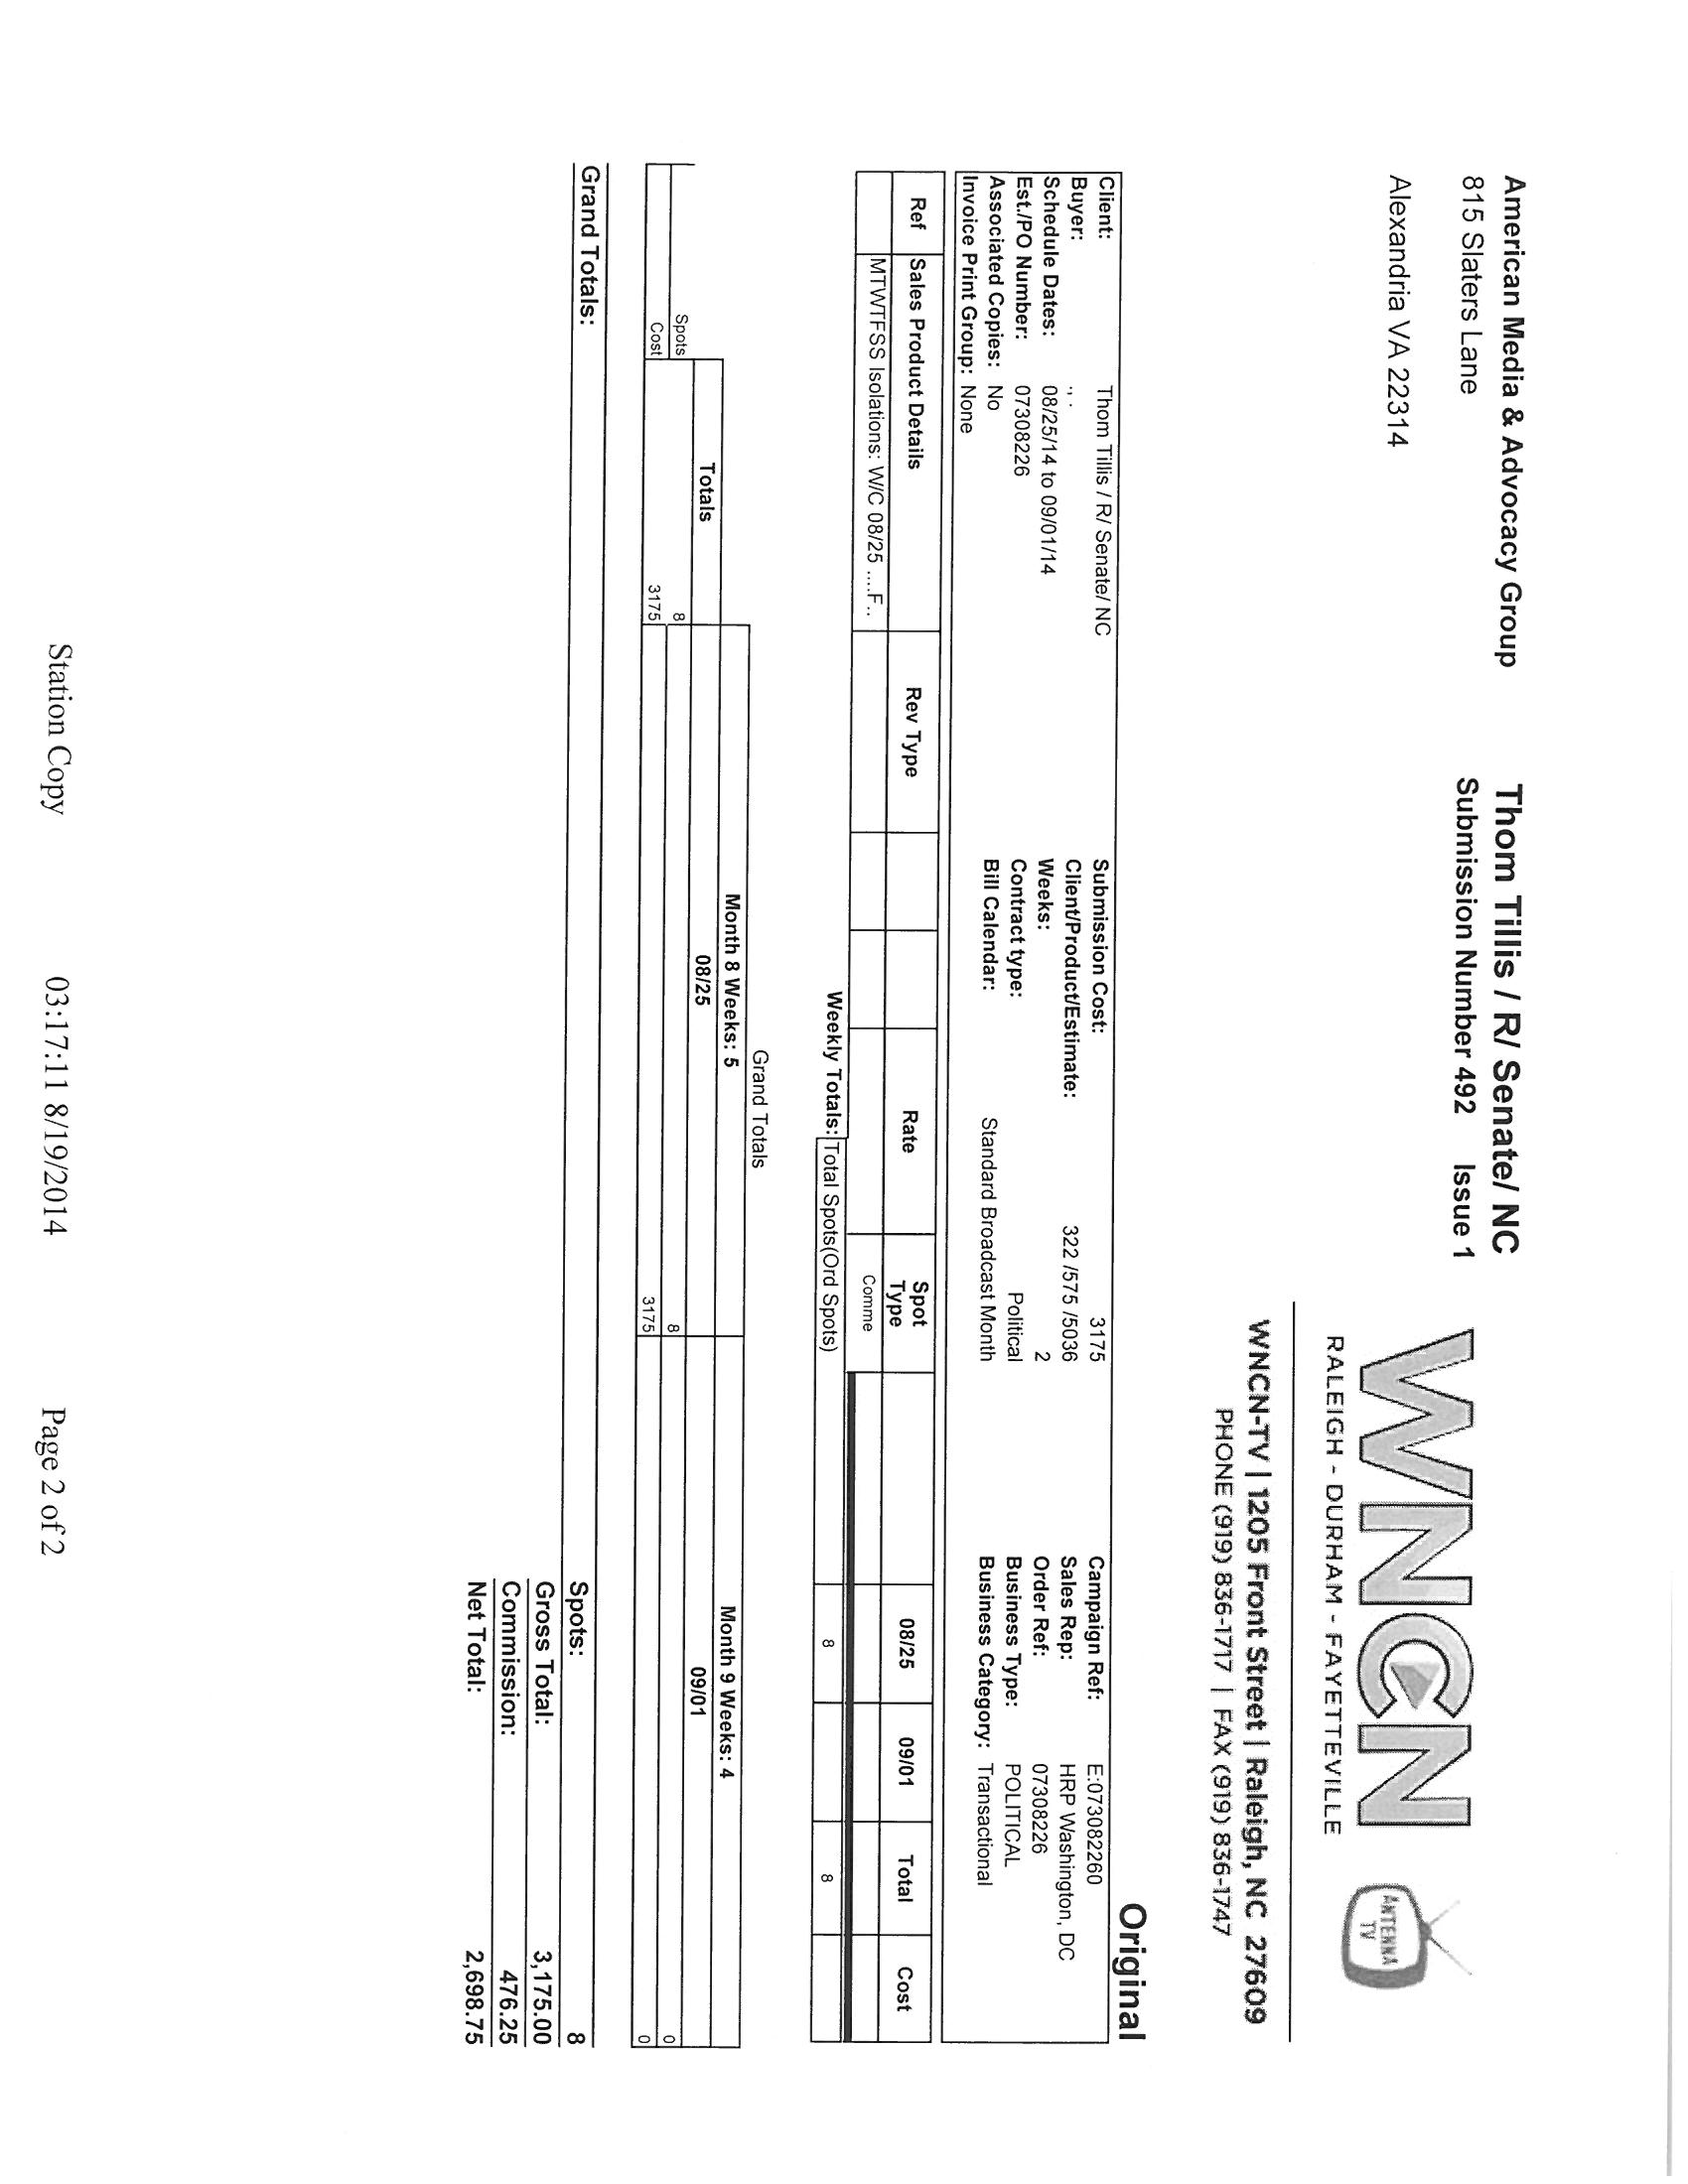 American Media & Advocacy Group
815 Slaters Lane
Alexandria VA 22314
Thom Tillis / R/ Senate/ NC
Submission Number 492 Issue 1
WNCN
RALEIGH - DURHAM - FAYETTEVILLE
ANTENNA
TV
WNCN-TV | 1205 Front Street | Raleigh, NC 27609
PHONE (919) 836-1717 | FAX (919) 836-1747
Original
Client: Thom Tillis / R/ Senate/ NC Submission Cost: 3175 Campaign Ref: E:073082260
Buyer: Client/Product/Estimate: 322 /575 /5036 Sales Rep: HRP Washington, DC
Schedule Dates: 08/25/14 to 09/01/14 Weeks: 2 Order Ref: 07308226
Est./PO Number: 07308226 Contract type: Political Business Type: POLITICAL
Associated Copies: No Bill Calendar: Standard Broadcast Month Business Category: Transactional
Invoice Print Group: None
Ref Sales Product Details Rev Type Rate Spot Type 08/25 09/01 Total Cost
MTWTFSS Isolations: W/C 08/25 ....F.. Comme
Weekly Totals: Total Spots(Ord Spots) 8 8
Grand Totals
Month 8 Weeks: 5 Month 9 Weeks: 4
Totals 08/25 09/01
Spots 8 8 0
Cost 3175 3175 0
Grand Totals: Spots: 8
Gross Total: 3,175.00
Commission: 476.25
Net Total: 2,698.75
Station Copy 03:17:11 8/19/2014 Page 2 of 2